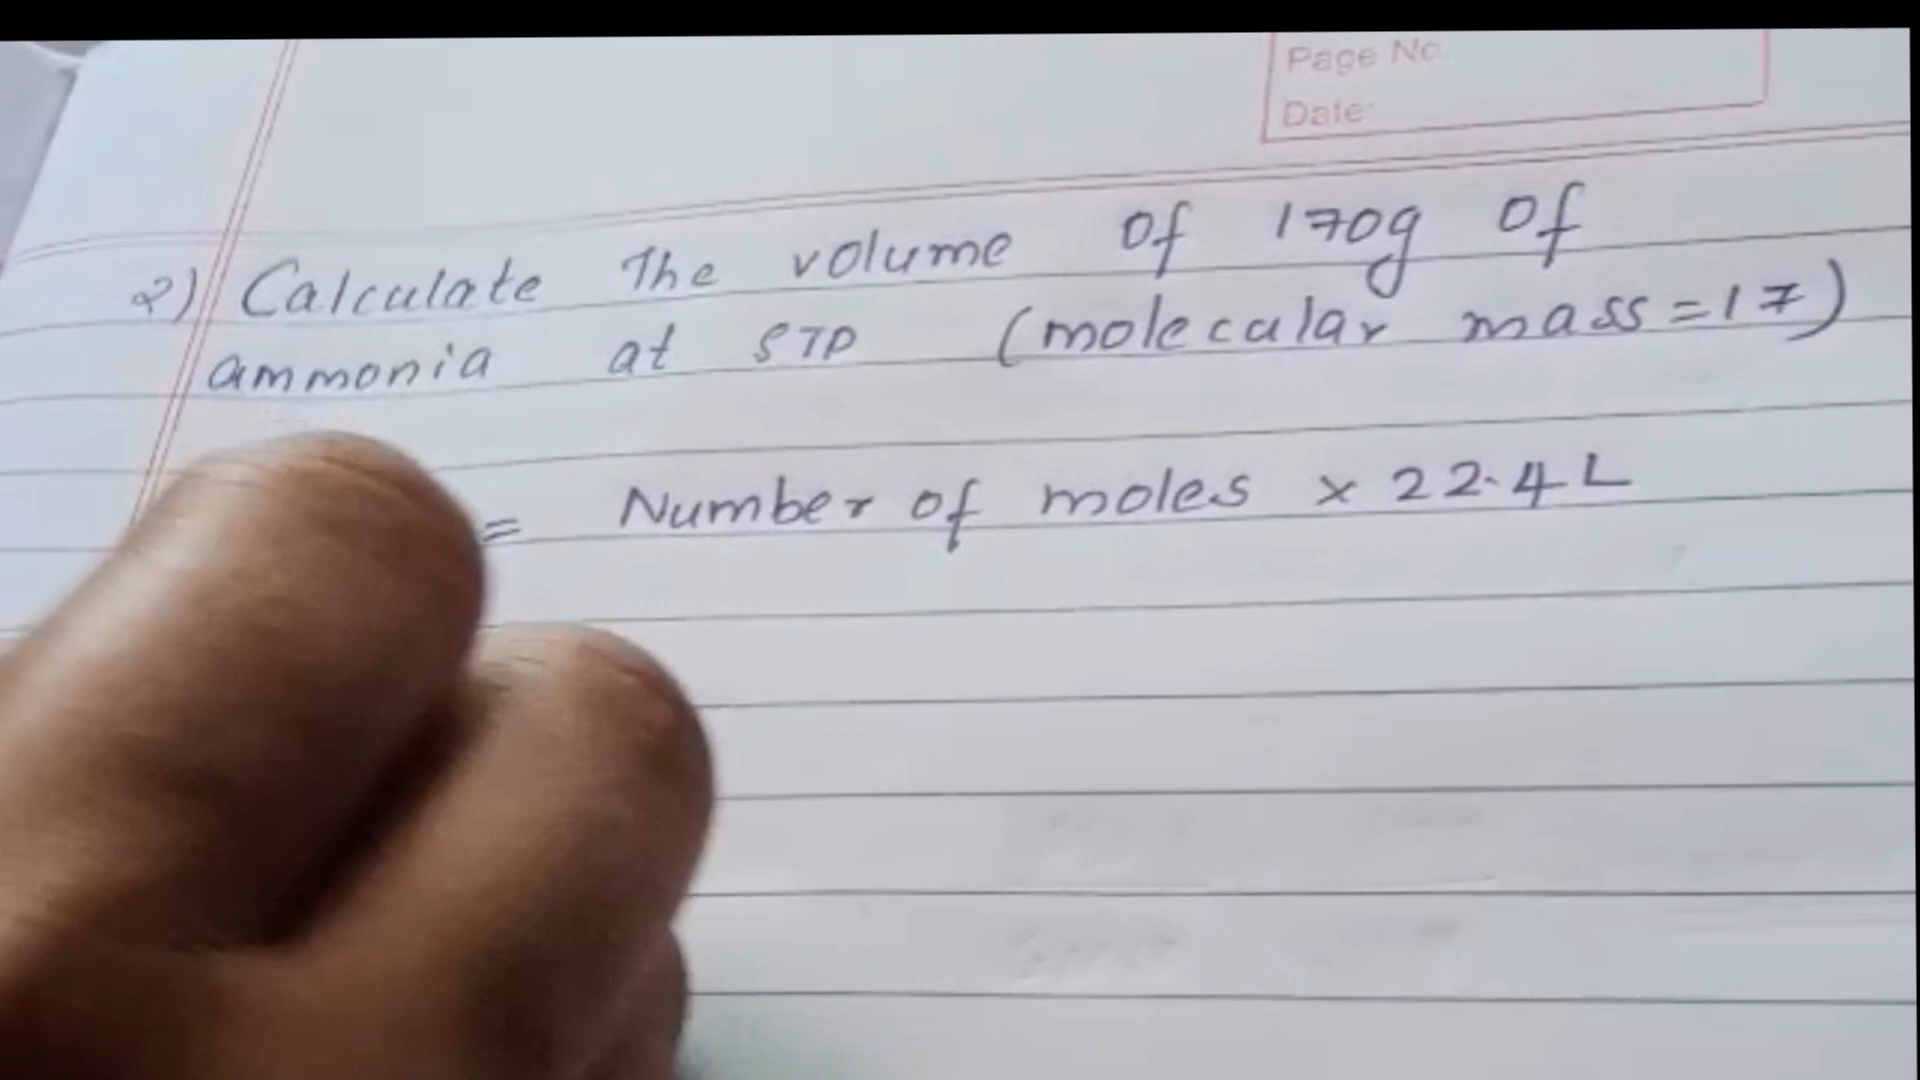 Page No
Date:
2) Calculate The volume of 170g of
ammonia at STP (molecular mass=17)
= Number of moles × 22.4L